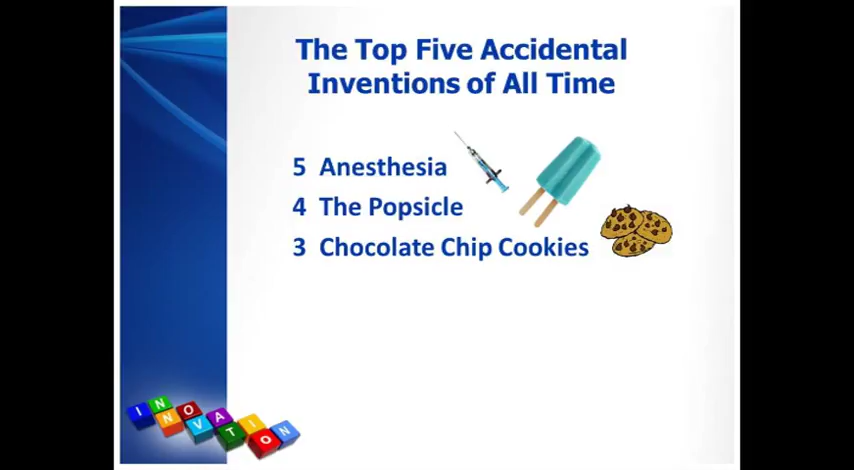 The Top Five Accidental
Inventions of All Time
5 Anesthesia
4 The Popsicle
3 Chocolate Chip Cookies
INNOVATION